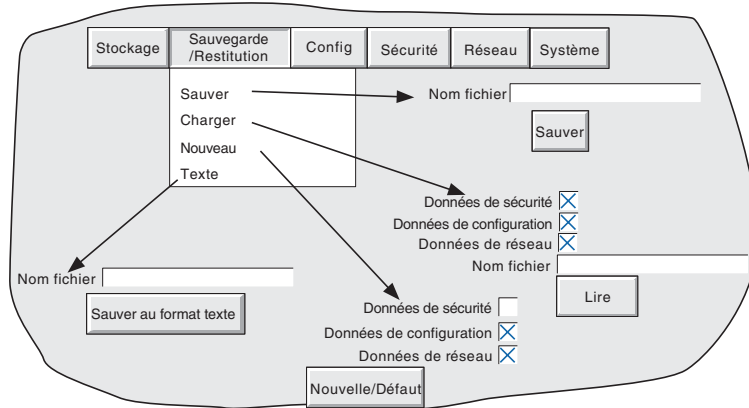 Stockage
Sauvegarde
/Restitution
Config
Sécurité
Réseau
Système
Sauver
Charger
Nouveau
Texte
Nom fichier
Sauver
Données de sécurité
Données de configuration
Données de réseau
Nom fichier
Lire
Nom fichier
Sauver au format texte
Données de sécurité
Données de configuration
Données de réseau
Nouvelle/Défaut